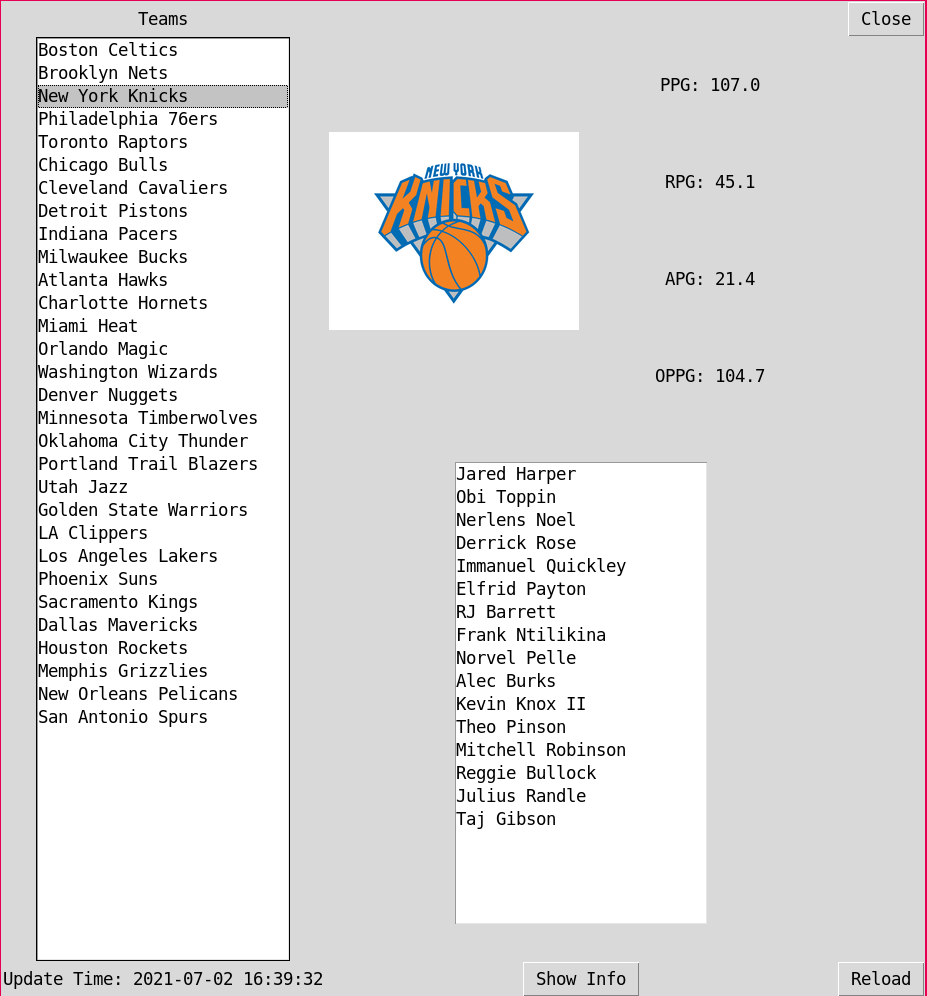 Teams
Close
Boston Celtics
Brooklyn Nets
New York Knicks
Philadelphia 76ers
Toronto Raptors
Chicago Bulls
Cleveland Cavaliers
Detroit Pistons
Indiana Pacers
Milwaukee Bucks
Atlanta Hawks
Charlotte Hornets
Miami Heat
Orlando Magic
Washington Wizards
Denver Nuggets
Minnesota Timberwolves
Oklahoma City Thunder
Portland Trail Blazers
Utah Jazz
Golden State Warriors
LA Clippers
Los Angeles Lakers
Phoenix Suns
Sacramento Kings
Dallas Mavericks
Houston Rockets
Memphis Grizzlies
New Orleans Pelicans
San Antonio Spurs
NEW YORK
KNICKS
PPG: 107.0
RPG: 45.1
APG: 21.4
OPPG: 104.7
Jared Harper
Obi Toppin
Nerlens Noel
Derrick Rose
Immanuel Quickley
Elfrid Payton
RJ Barrett
Frank Ntilikina
Norvel Pelle
Alec Burks
Kevin Knox II
Theo Pinson
Mitchell Robinson
Reggie Bullock
Julius Randle
Taj Gibson
Update Time: 2021-07-02 16:39:32
Show Info
Reload